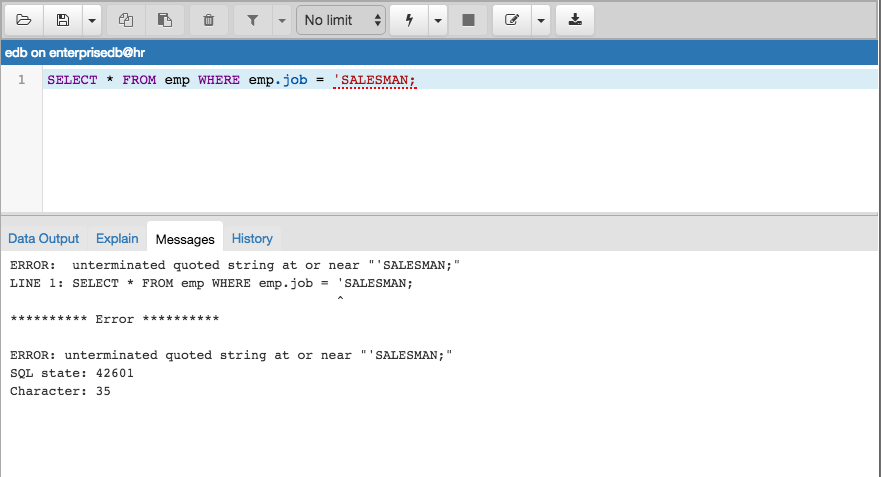 No limit
edb on enterprisedb@hr
1 SELECT * FROM emp WHERE emp.job = 'SALESMAN;
Data Output Explain Messages History
ERROR:  unterminated quoted string at or near "'SALESMAN;"
LINE 1: SELECT * FROM emp WHERE emp.job = 'SALESMAN;
^
********** Error **********
ERROR: unterminated quoted string at or near "'SALESMAN;"
SQL state: 42601
Character: 35